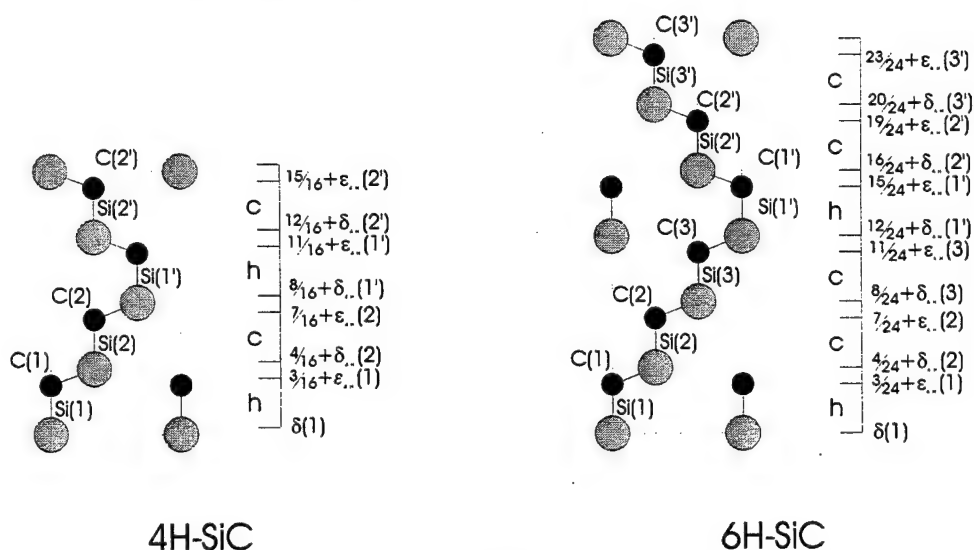 C(2')
Si(2')
C(2)
Si(1')
C(1)
Si(2)
Si(1)
15/16+ε..(2')
c
12/16+δ..(2')
11/16+ε..(1')
h
8/16+δ..(1')
7/16+ε..(2)
c
4/16+δ..(2)
3/16+ε..(1)
h
δ(1)
4H-SiC
C(3')
Si(3')
C(2')
Si(2')
C(1')
Si(1')
C(3)
Si(3)
C(2)
Si(2)
C(1)
Si(1)
23/24+ε..(3')
c
20/24+δ..(3')
19/24+ε..(2')
c
16/24+δ..(2')
15/24+ε..(1')
h
12/24+δ..(1')
11/24+ε..(3)
c
8/24+δ..(3)
7/24+ε..(2)
c
4/24+δ..(2)
3/24+ε..(1)
h
δ(1)
6H-SiC